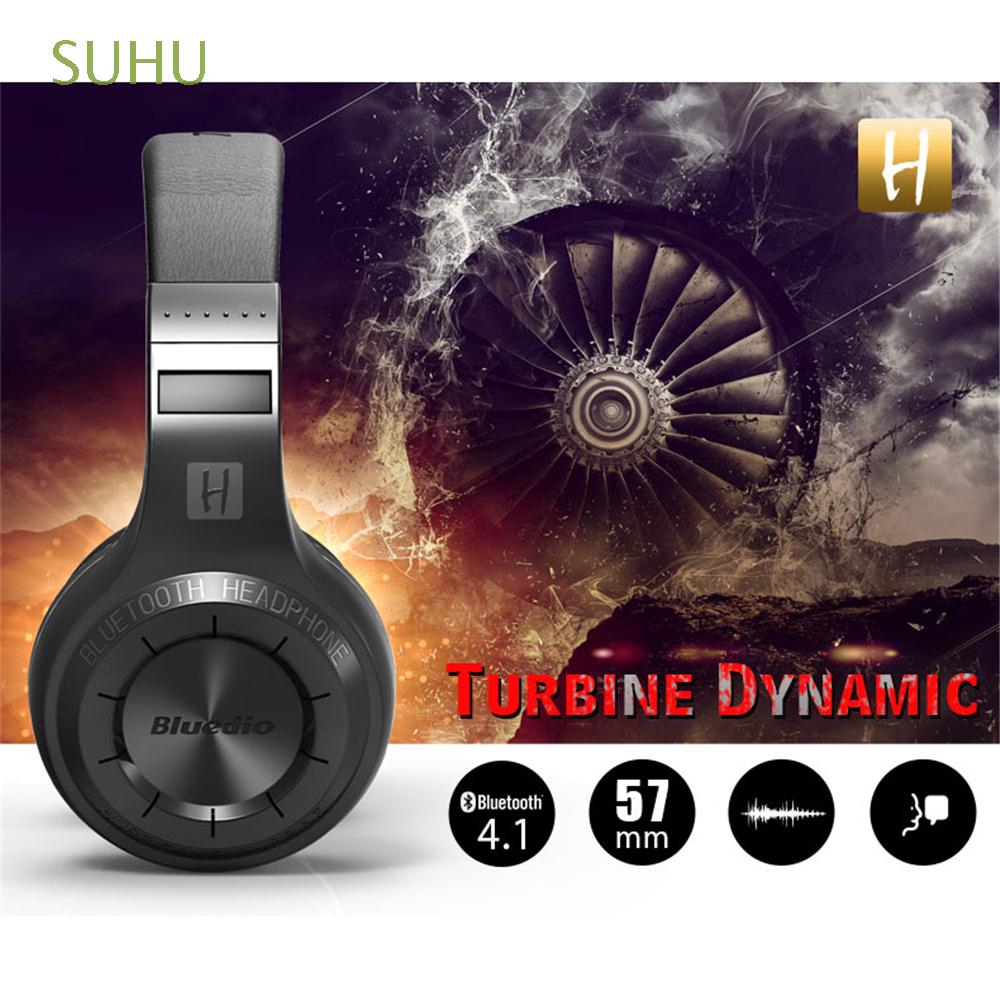 SUHU
H
H
BLUETOOTH HEADPHONE
Bluedio
TURBINE DYNAMIC
Bluetooth
4.1
57
mm